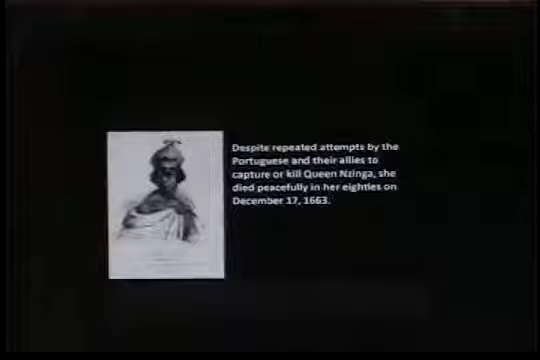 Despite repeated attempts by the
Portuguese and their allies to
capture or kill Queen Nzinga, she
died peacefully in her eighties on
December 17, 1663.